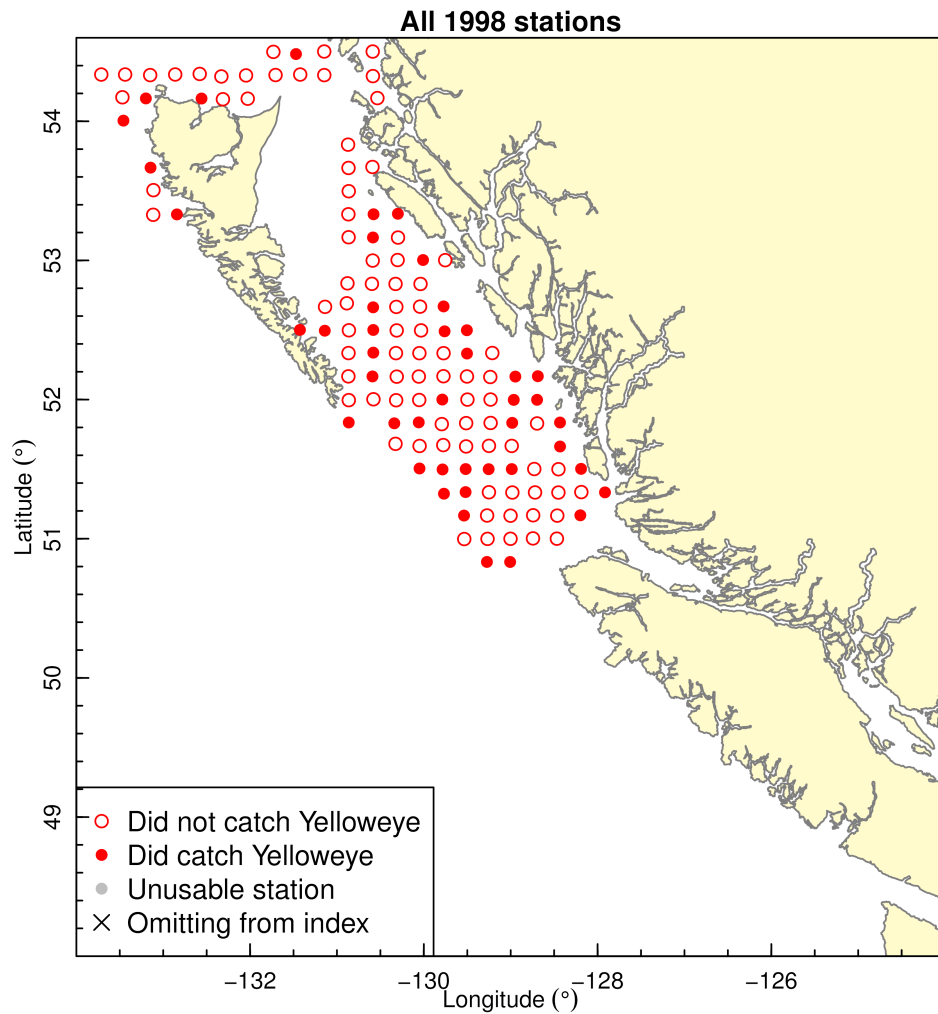 All 1998 stations
54
53
52
51
50
49
Latitude (°)
Did not catch Yelloweye
Did catch Yelloweye
Unusable station
Omitting from index
−132
−130
−128
−126
Longitude (°)